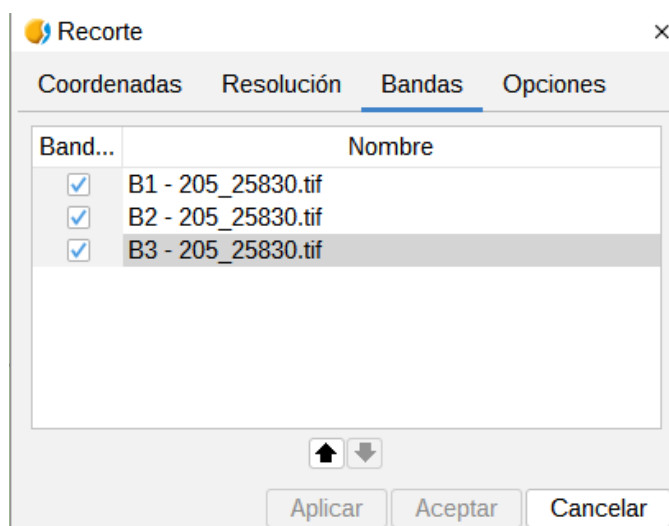 Recorte
Coordenadas Resolución Bandas Opciones
Band... Nombre
B1 - 205_25830.tif
B2 - 205_25830.tif
B3 - 205_25830.tif
Aplicar Aceptar Cancelar